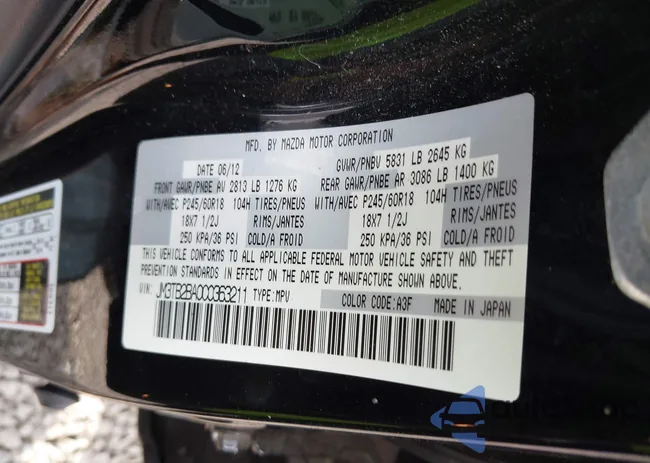 MFD. BY MAZDA MOTOR CORPORATION
DATE 06/12 GVWR/PNBV 5831 LB 2645 KG
FRONT GAWR/PNBE AV 2813 LB 1276 KG REAR GAWR/PNBE AR 3086 LB 1400 KG
WITH/AVEC P245/60R18 104H TIRES/PNEUS WITH/AVEC P245/60R18 104H TIRES/PNEUS
18X7 1/2J RIMS/JANTES 18X7 1/2J RIMS/JANTES
250 KPA/36 PSI COLD/A FROID 250 KPA/36 PSI COLD/A FROID
THIS VEHICLE CONFORMS TO ALL APPLICABLE FEDERAL MOTOR VEHICLE SAFETY AND THEFT
PREVENTION STANDARDS IN EFFECT ON THE DATE OF MANUFACTURE SHOWN ABOVE.
VIN: JM3TB2BA0C0363211 TYPE:MPV COLOR CODE:A3F MADE IN JAPAN